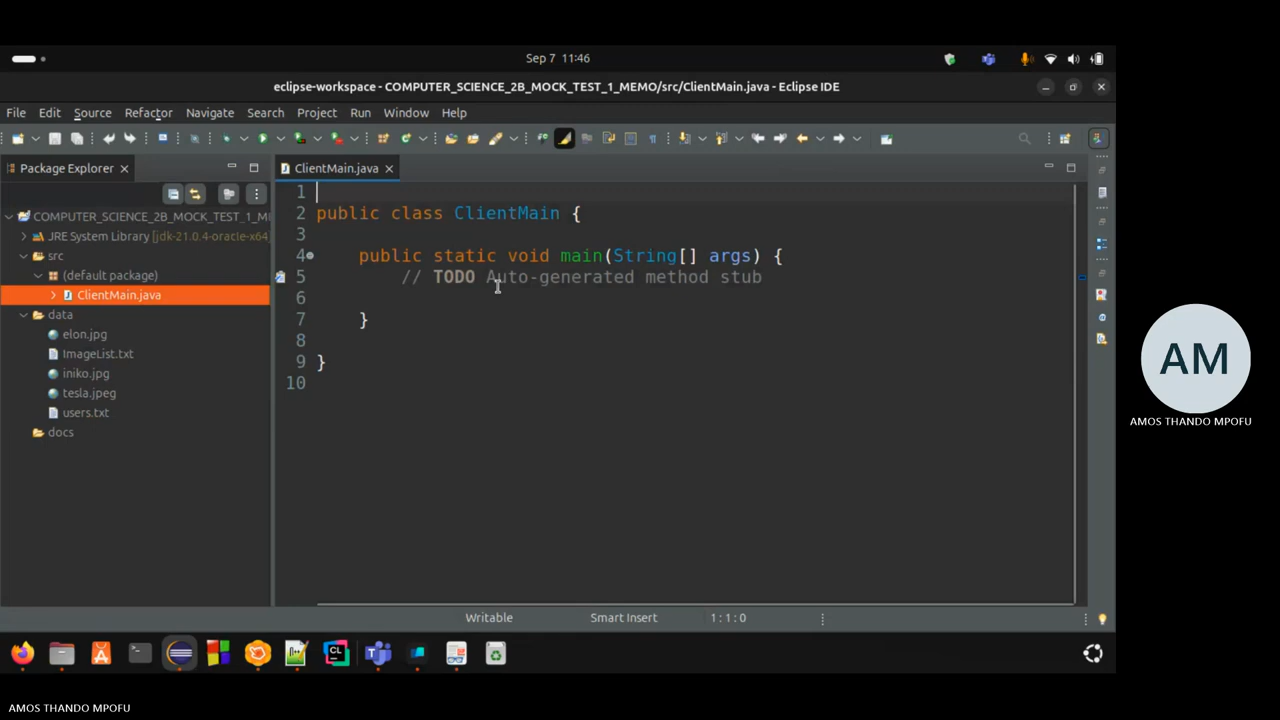 Sep 7 11:46
eclipse-workspace - COMPUTER_SCIENCE_2B_MOCK_TEST_1_MEMO/src/ClientMain.java - Eclipse IDE
File Edit Source Refactor Navigate Search Project Run Window Help
Package Explorer
ClientMain.java
COMPUTER_SCIENCE_2B_MOCK_TEST_1_MI
JRE System Library [jdk-21.0.4-oracle-x64]
src
(default package)
ClientMain.java
data
elon.jpg
ImageList.txt
iniko.jpg
tesla.jpeg
users.txt
docs
1
2 public class ClientMain {
3
4 public static void main(String[] args) {
5 // TODO Auto-generated method stub
6
7 }
8
9 }
10
Writable Smart Insert 1 : 1 : 0
CL
AM
AMOS THANDO MPOFU
AMOS THANDO MPOFU